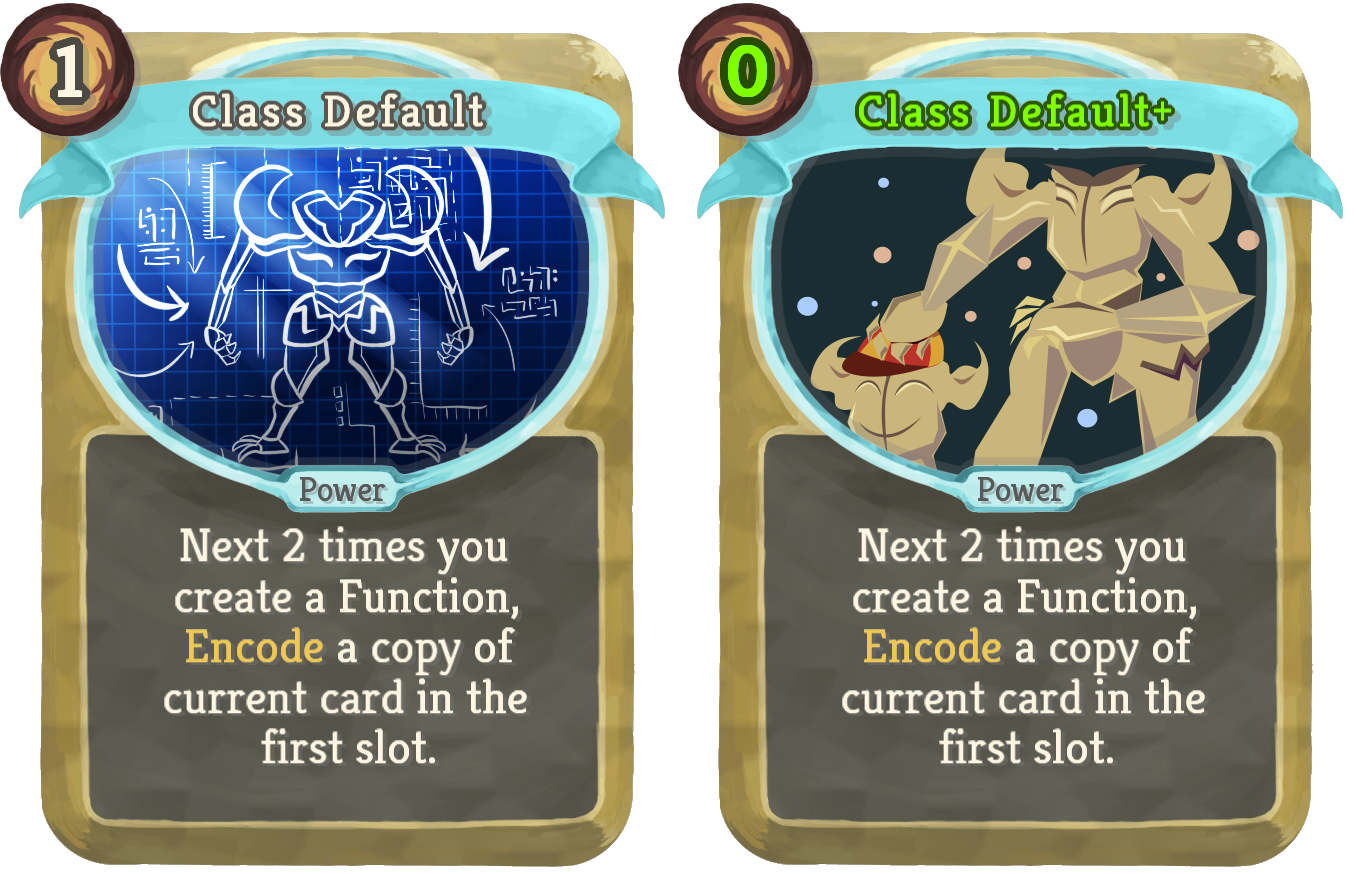 1
Class Default
Power
Next 2 times you
create a Function,
Encode a copy of
current card in the
first slot.
0
Class Default+
Power
Next 2 times you
create a Function,
Encode a copy of
current card in the
first slot.